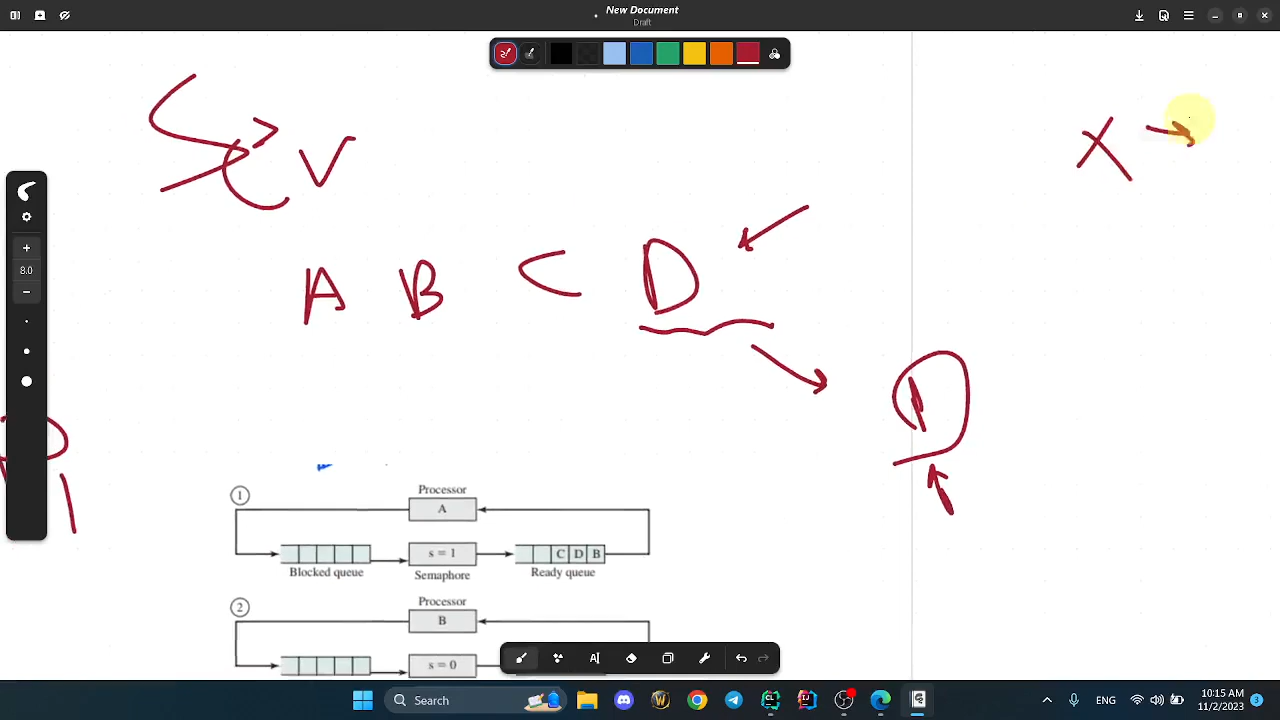 New Document
Draft
8.0
V
X
A B C D
D
1
Processor
A
C D B
s = 1
Blocked queue
Semaphore
Ready queue
2
Processor
B
s = 0
Search
ENG
10:15 AM
11/2/2023
3